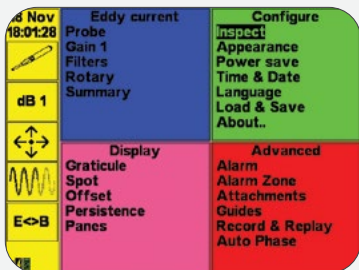 8 Nov
18:01:28
dB 1
E<>B
Eddy current
Probe
Gain 1
Filters
Rotary
Summary
Configure
Inspect
Appearance
Power save
Time & Date
Language
Load & Save
About..
Display
Graticule
Spot
Offset
Persistence
Panes
Advanced
Alarm
Alarm Zone
Attachments
Guides
Record & Replay
Auto Phase